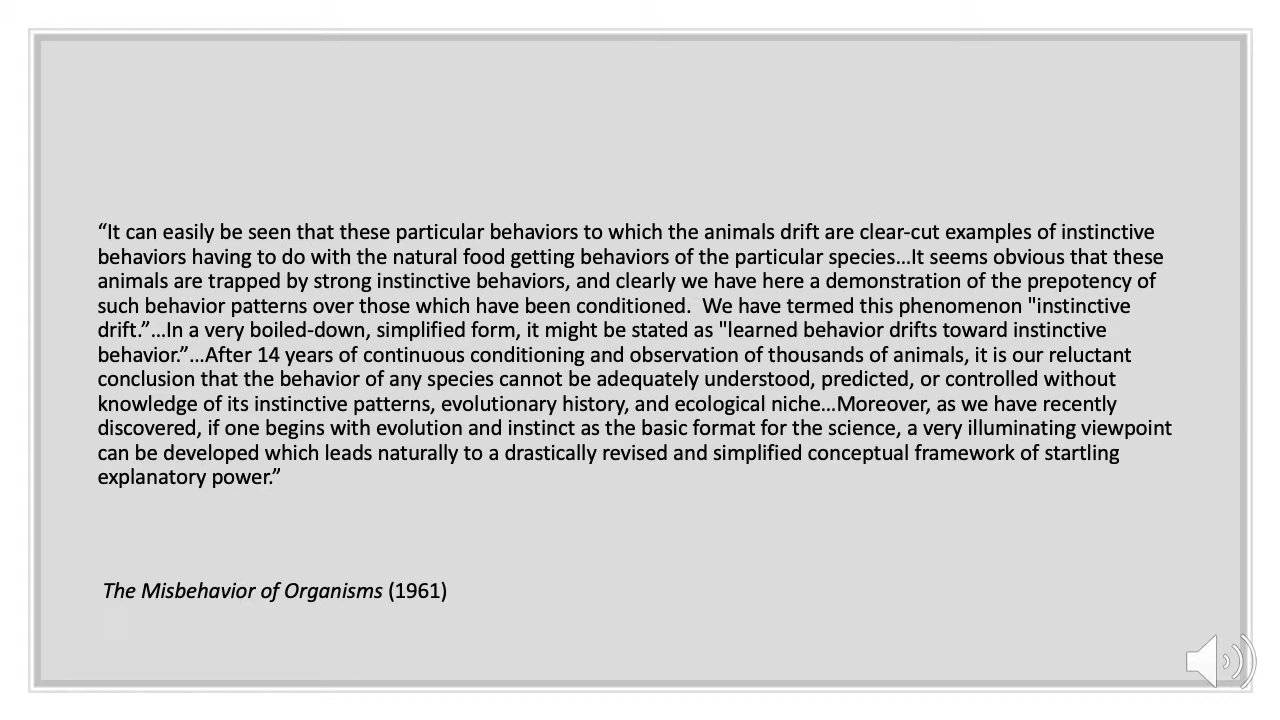 “It can easily be seen that these particular behaviors to which the animals drift are clear-cut examples of instinctive
behaviors having to do with the natural food getting behaviors of the particular species...It seems obvious that these
animals are trapped by strong instinctive behaviors, and clearly we have here a demonstration of the prepotency of
such behavior patterns over those which have been conditioned.  We have termed this phenomenon "instinctive
drift.”...In a very boiled-down, simplified form, it might be stated as "learned behavior drifts toward instinctive
behavior.”...After 14 years of continuous conditioning and observation of thousands of animals, it is our reluctant
conclusion that the behavior of any species cannot be adequately understood, predicted, or controlled without
knowledge of its instinctive patterns, evolutionary history, and ecological niche...Moreover, as we have recently
discovered, if one begins with evolution and instinct as the basic format for the science, a very illuminating viewpoint
can be developed which leads naturally to a drastically revised and simplified conceptual framework of startling
explanatory power.”
The Misbehavior of Organisms (1961)